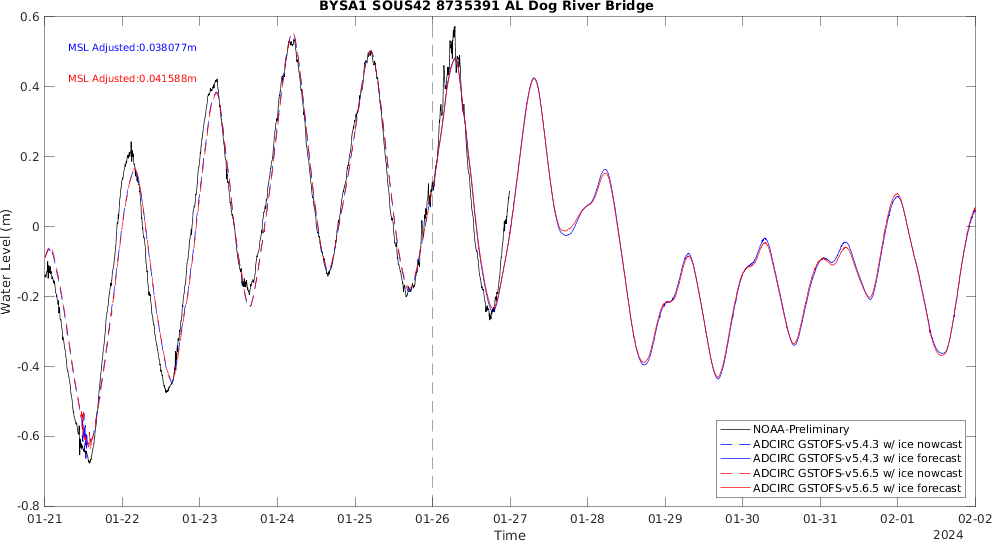 BYSA1 SOUS42 8735391 AL Dog River Bridge
MSL Adjusted:0.038077m
MSL Adjusted:0.041588m
Water Level (m)
0.6
0.4
0.2
0
-0.2
-0.4
-0.6
-0.8
NOAA-Preliminary
ADCIRC GSTOFS-v5.4.3 w/ ice nowcast
ADCIRC GSTOFS-v5.4.3 w/ ice forecast
ADCIRC GSTOFS-v5.6.5 w/ ice nowcast
ADCIRC GSTOFS-v5.6.5 w/ ice forecast
01-21 01-22 01-23 01-24 01-25 01-26 01-27 01-28 01-29 01-30 01-31 02-01 02-02
Time
2024